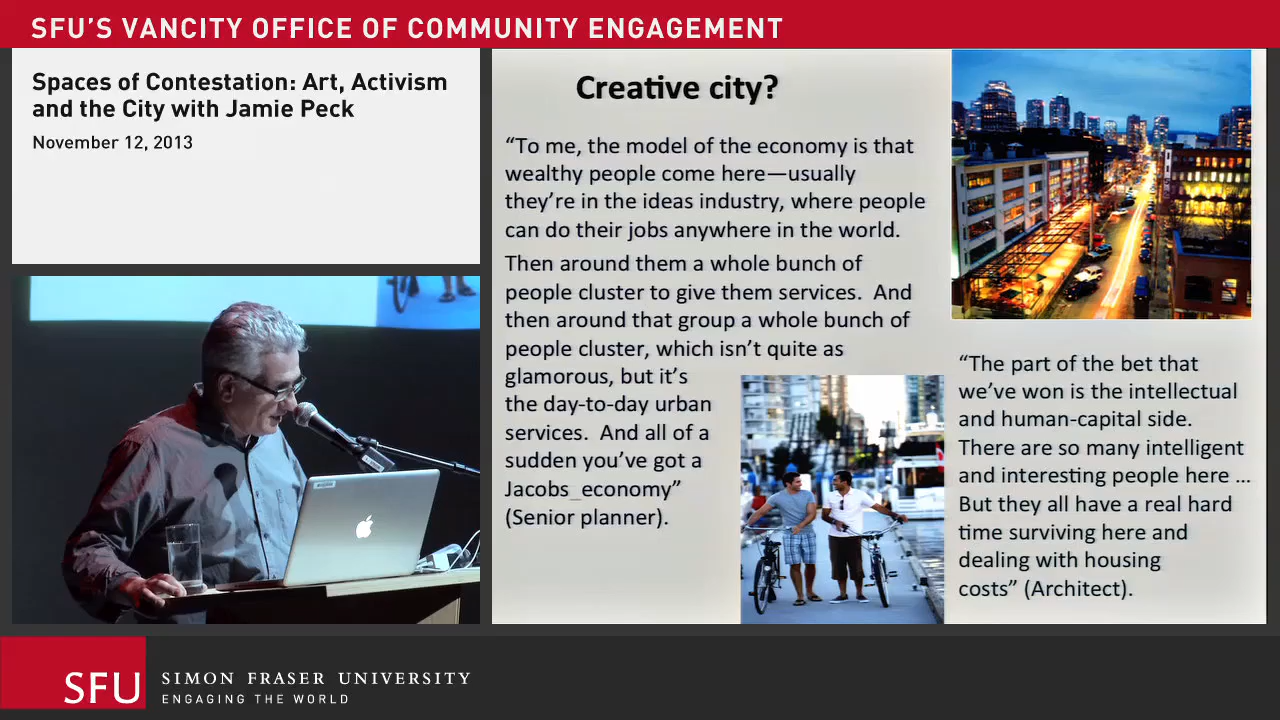 SFU'S VANCITY OFFICE OF COMMUNITY ENGAGEMENT
Spaces of Contestation: Art, Activism
and the City with Jamie Peck
November 12, 2013
Creative city?
“To me, the model of the economy is that
wealthy people come here—usually
they’re in the ideas industry, where people
can do their jobs anywhere in the world.
Then around them a whole bunch of
people cluster to give them services.  And
then around that group a whole bunch of
people cluster, which isn’t quite as
glamorous, but it’s
the day-to-day urban
services.  And all of a
sudden you’ve got a
Jacobs_economy”
(Senior planner).
“The part of the bet that
we’ve won is the intellectual
and human-capital side.
There are so many intelligent
and interesting people here …
But they all have a real hard
time surviving here and
dealing with housing
costs” (Architect).
SFU
SIMON FRASER UNIVERSITY
ENGAGING THE WORLD